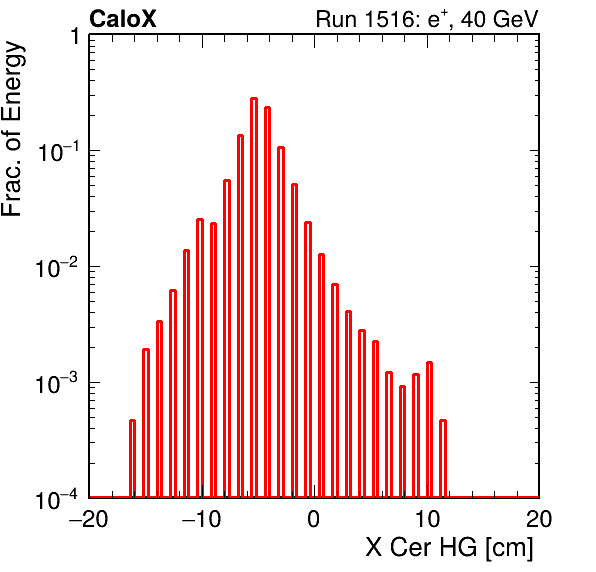 CaloX
Run 1516: e⁺, 40 GeV
Frac. of Energy
1
10⁻¹
10⁻²
10⁻³
10⁻⁴
−20 −10 0 10 20
X Cer HG [cm]